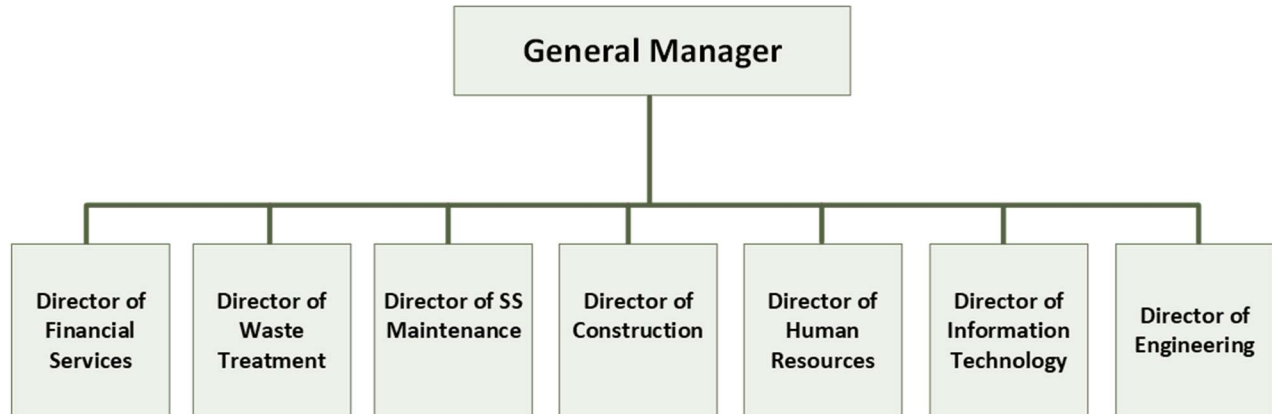 General Manager
Director of
Financial
Services
Director of
Waste
Treatment
Director of SS
Maintenance
Director of
Construction
Director of
Human
Resources
Director of
Information
Technology
Director of
Engineering